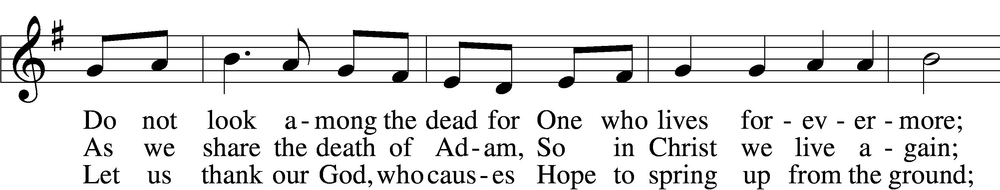 Do not look a - mong the dead for One who lives for - ev - er - more;
As we share the death of Ad - am, So in Christ we live a - gain;
Let us thank our God, who caus - es Hope to spring up from the ground;